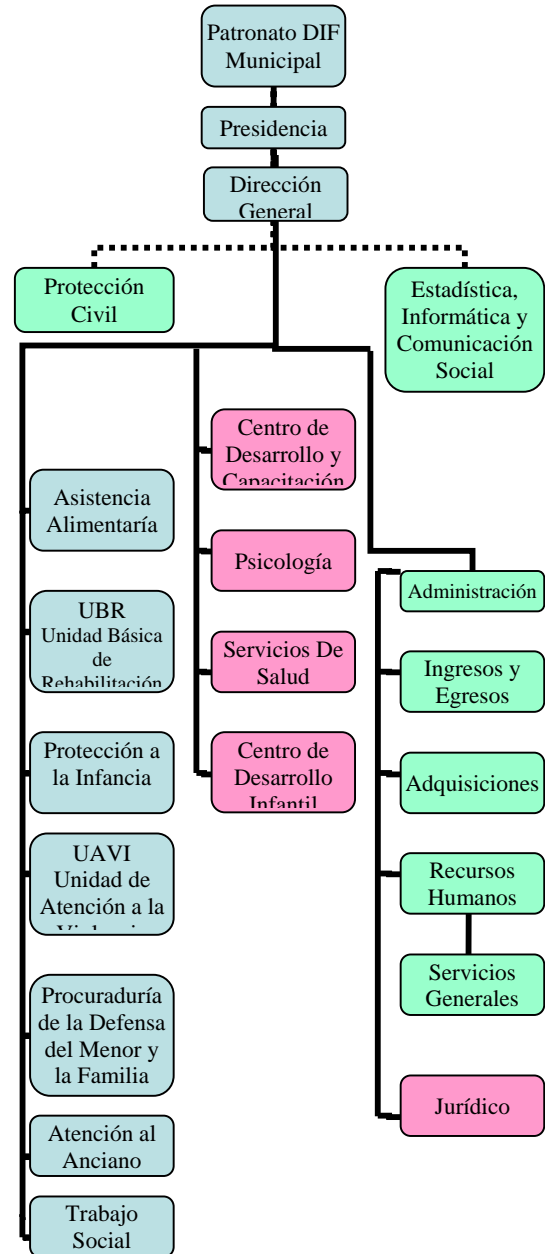 Patronato DIF
Municipal
Presidencia
Dirección
General
Protección
Civil
Estadística,
Informática y
Comunicación
Social
Asistencia
Alimentaría
UBR
Unidad Básica
de
Rehabilitación
Protección a
la Infancia
UAVI
Unidad de
Atención a la
Procuraduría
de la Defensa
del Menor y
la Familia
Atención al
Anciano
Trabajo
Social
Centro de
Desarrollo y
Capacitación
Psicología
Servicios De
Salud
Centro de
Desarrollo
Infantil
Administración
Ingresos y
Egresos
Adquisiciones
Recursos
Humanos
Servicios
Generales
Jurídico